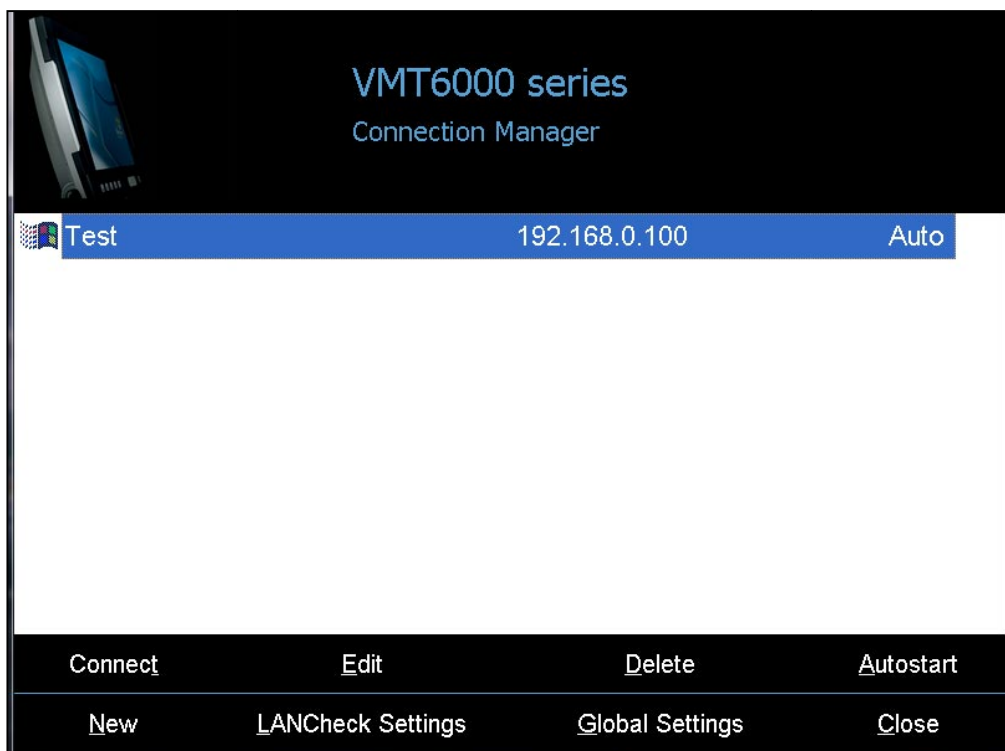 VMT6000 series
Connection Manager
Test 192.168.0.100 Auto
Connect Edit Delete Autostart
New LANCheck Settings Global Settings Close